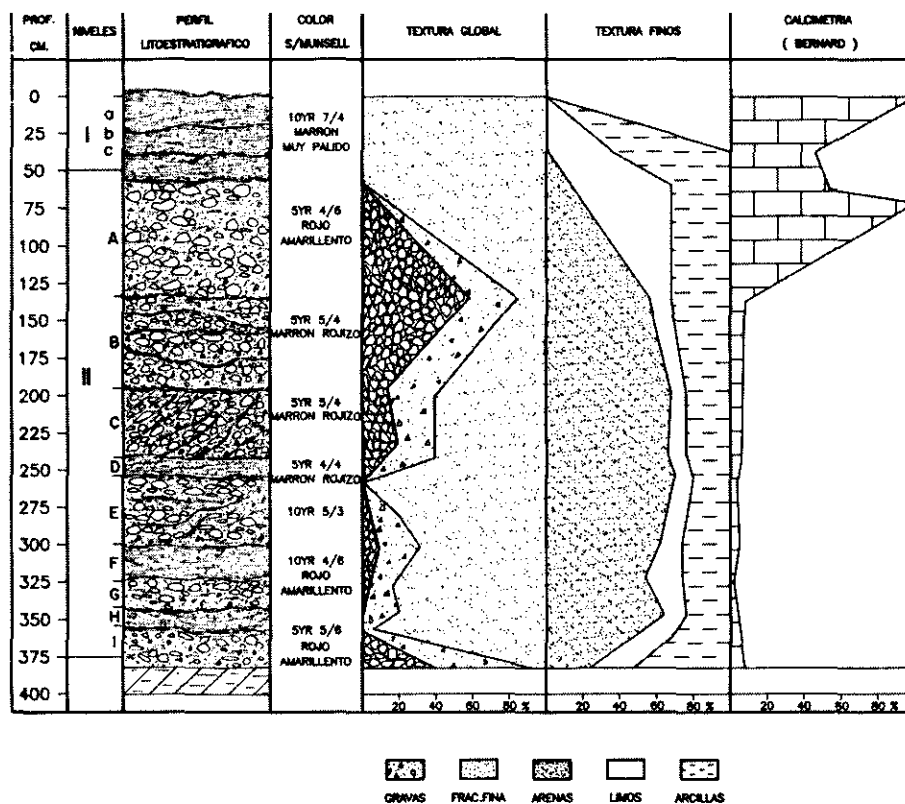 PROF. CM.
NIVELES
PERFIL LITOESTRATIGRAFICO
COLOR S/MUNSELL
TEXTURA GLOBAL
TEXTURA FINOS
CALCIMETRIA ( BERNARD )
0
25
50
75
100
125
150
175
200
225
250
275
300
325
350
375
400
I
a
b
c
II
A
B
C
D
E
F
G
H
I
10YR 7/4
MARRON
MUY PALIDO
5YR 4/6
ROJO
AMARILLENTO
5YR 5/4
MARRON ROJIZO
5YR 5/4
MARRON ROJIZO
5YR 4/4
MARRON ROJIZO
10YR 5/3
10YR 4/6
ROJO
AMARILLENTO
5YR 5/6
ROJO
AMARILLENTO
20 40 60 80 %
20 40 60 80 %
20 40 60 80 %
GRAVAS FRAC.FINA ARENAS LIMOS ARCILLAS